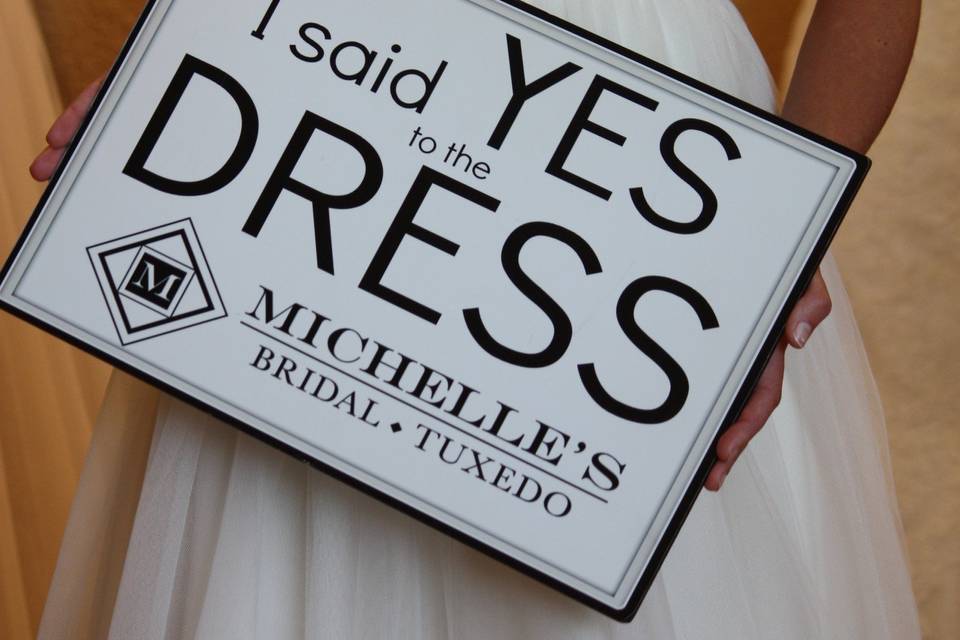 I said YES
to the
DRESS
M
MICHELLE'S
BRIDAL ♦ TUXEDO